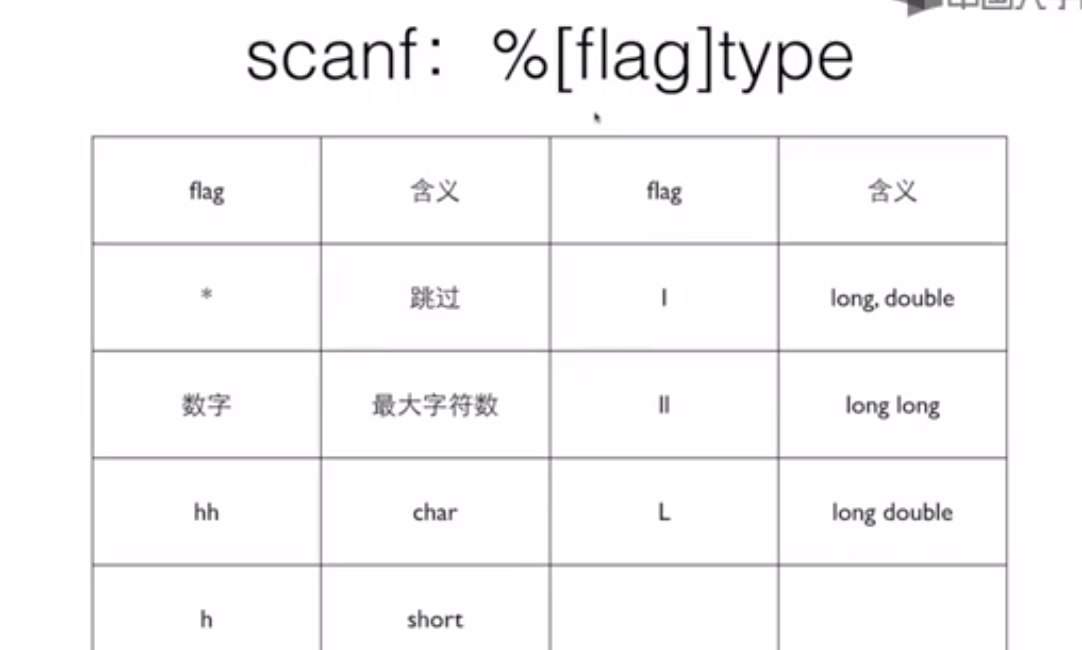 scanf：%[flag]type
flag 含义 flag 含义
* 跳过 l long, double
数字 最大字符数 ll long long
hh char L long double
h short